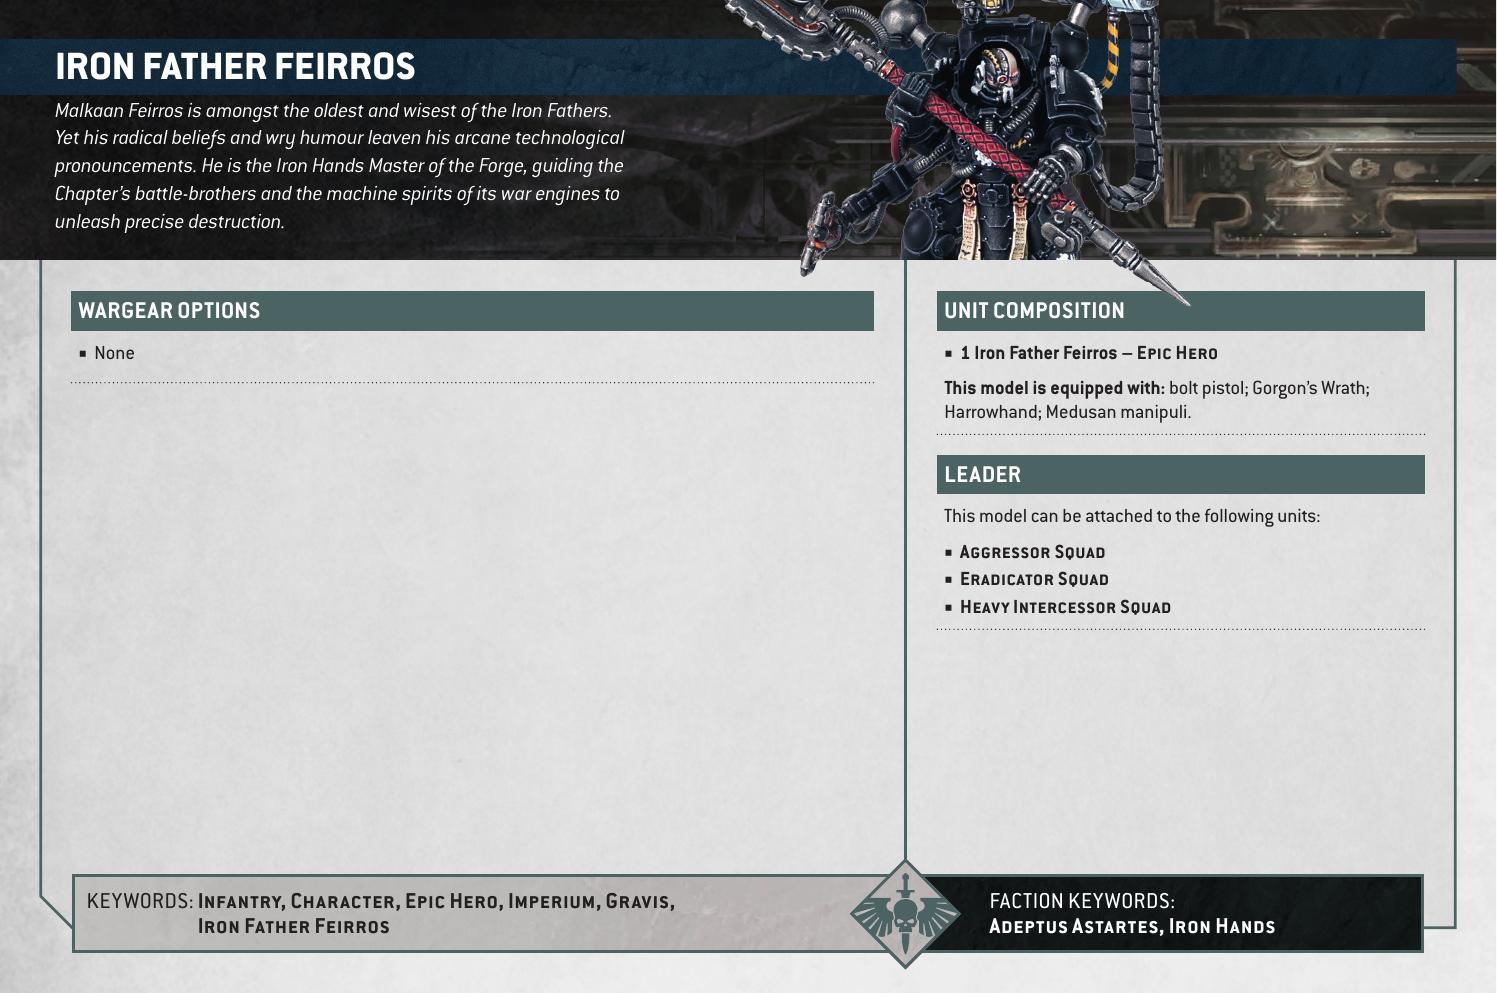 IRON FATHER FEIRROS
Malkaan Feirros is amongst the oldest and wisest of the Iron Fathers.
Yet his radical beliefs and wry humour leaven his arcane technological
pronouncements. He is the Iron Hands Master of the Forge, guiding the
Chapter’s battle-brothers and the machine spirits of its war engines to
unleash precise destruction.
WARGEAR OPTIONS
■ None
UNIT COMPOSITION
■ 1 Iron Father Feirros – Epic Hero
This model is equipped with: bolt pistol; Gorgon’s Wrath;
Harrowhand; Medusan manipuli.
LEADER
This model can be attached to the following units:
■ Aggressor Squad
■ Eradicator Squad
■ Heavy Intercessor Squad
KEYWORDS: Infantry, Character, Epic Hero, Imperium, Gravis,
Iron Father Feirros
FACTION KEYWORDS:
Adeptus Astartes, Iron Hands